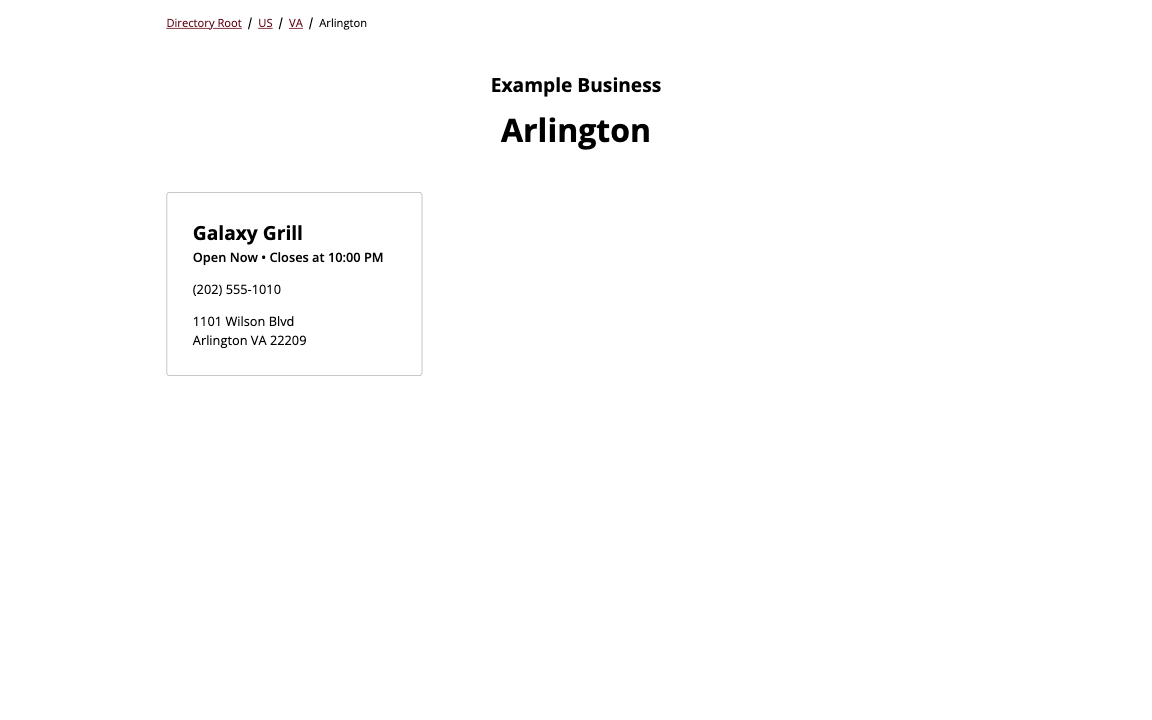 Directory Root / US / VA / Arlington
Example Business
Arlington
Galaxy Grill
Open Now • Closes at 10:00 PM
(202) 555-1010
1101 Wilson Blvd
Arlington VA 22209